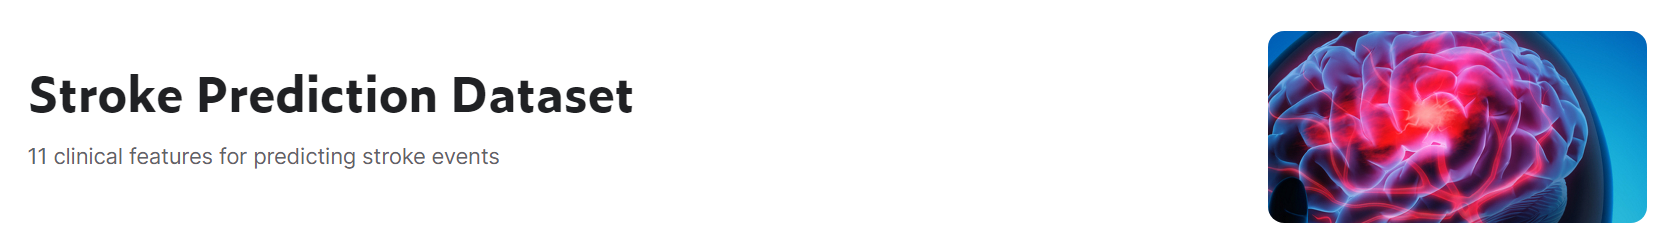 Stroke Prediction Dataset
11 clinical features for predicting stroke events